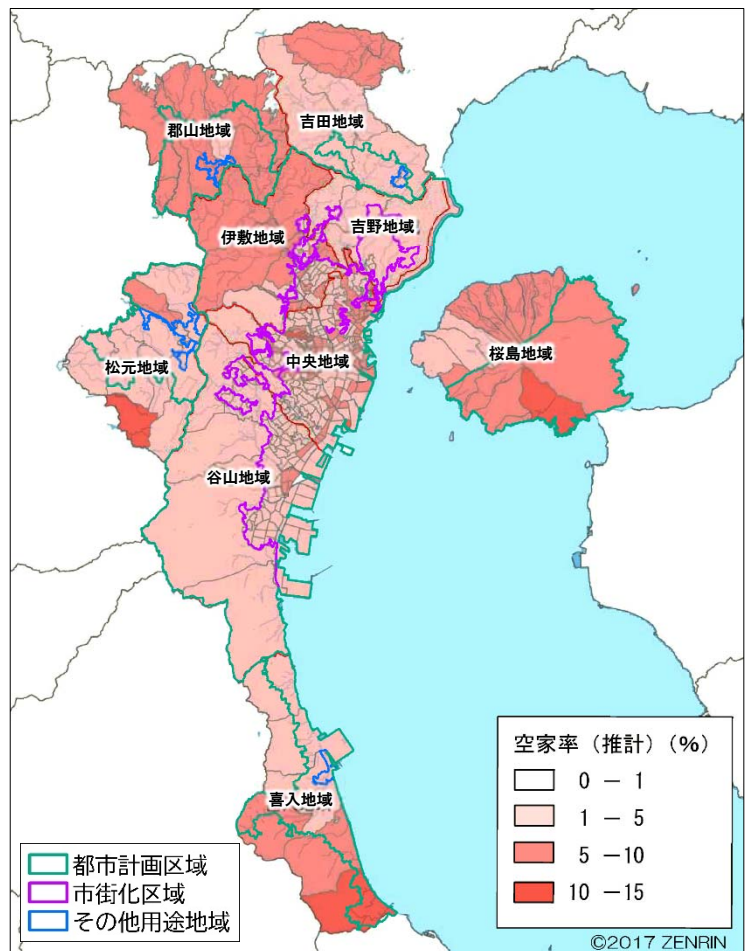 吉田地域
郡山地域
伊敷地域
吉野地域
松元地域
中央地域
桜島地域
谷山地域
喜入地域
空家率（推計）（%）
0 － 1
1 － 5
5 －10
10 －15
都市計画区域
市街化区域
その他用途地域
©2017 ZENRIN